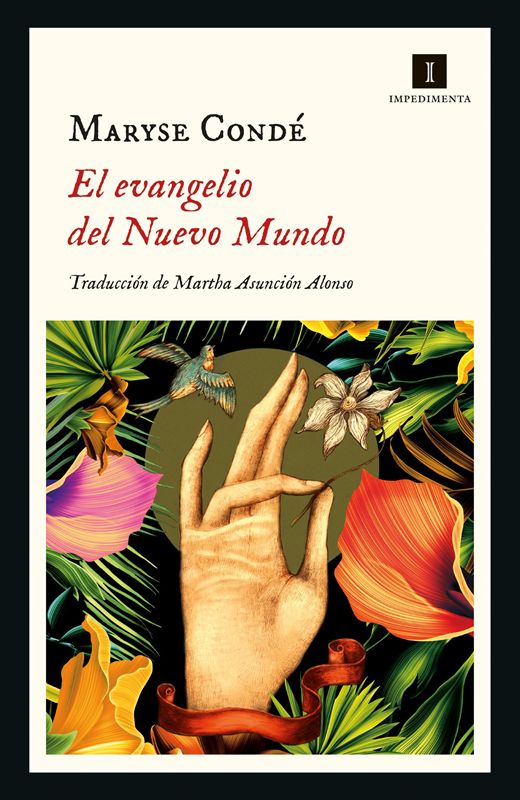 I
IMPEDIMENTA
Maryse Condé
El evangelio
del Nuevo Mundo
Traducción de Martha Asunción Alonso